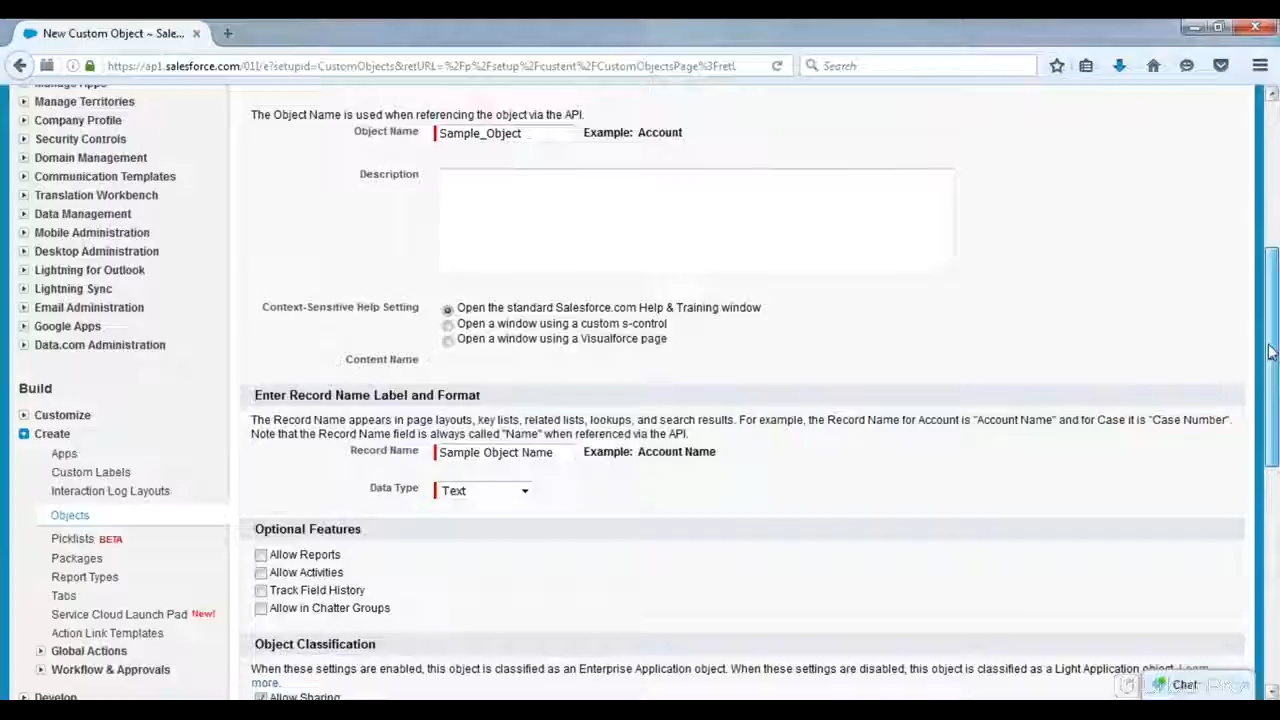 New Custom Object ~ Sale...
https://ap1.salesforce.com/01I/e?setupid=CustomObjects&retURL=%2Fp%2Fsetup%2Fcustent%2FCustomObjectsPage%3Fretl
Search
Manage Apps
Manage Territories
Company Profile
Security Controls
Domain Management
Communication Templates
Translation Workbench
Data Management
Mobile Administration
Desktop Administration
Lightning for Outlook
Lightning Sync
Email Administration
Google Apps
Data.com Administration
Build
Customize
Create
Apps
Custom Labels
Interaction Log Layouts
Objects
Picklists BETA
Packages
Report Types
Tabs
Service Cloud Launch Pad New!
Action Link Templates
Global Actions
Workflow & Approvals
Develop
The Object Name is used when referencing the object via the API.
Object Name Sample_Object Example: Account
Description
Context-Sensitive Help Setting Open the standard Salesforce.com Help & Training window
Open a window using a custom s-control
Open a window using a Visualforce page
Content Name
Enter Record Name Label and Format
The Record Name appears in page layouts, key lists, related lists, lookups, and search results. For example, the Record Name for Account is "Account Name" and for Case it is "Case Number".
Note that the Record Name field is always called "Name" when referenced via the API.
Record Name Sample Object Name Example: Account Name
Data Type Text
Optional Features
Allow Reports
Allow Activities
Track Field History
Allow in Chatter Groups
Object Classification
When these settings are enabled, this object is classified as an Enterprise Application object. When these settings are disabled, this object is classified as a Light Application object. Learn
more.
Allow Sharing
Chat